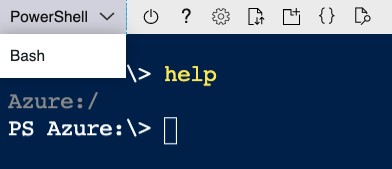 PowerShell ?
Bash
\> help
Azure:/
PS Azure:\>